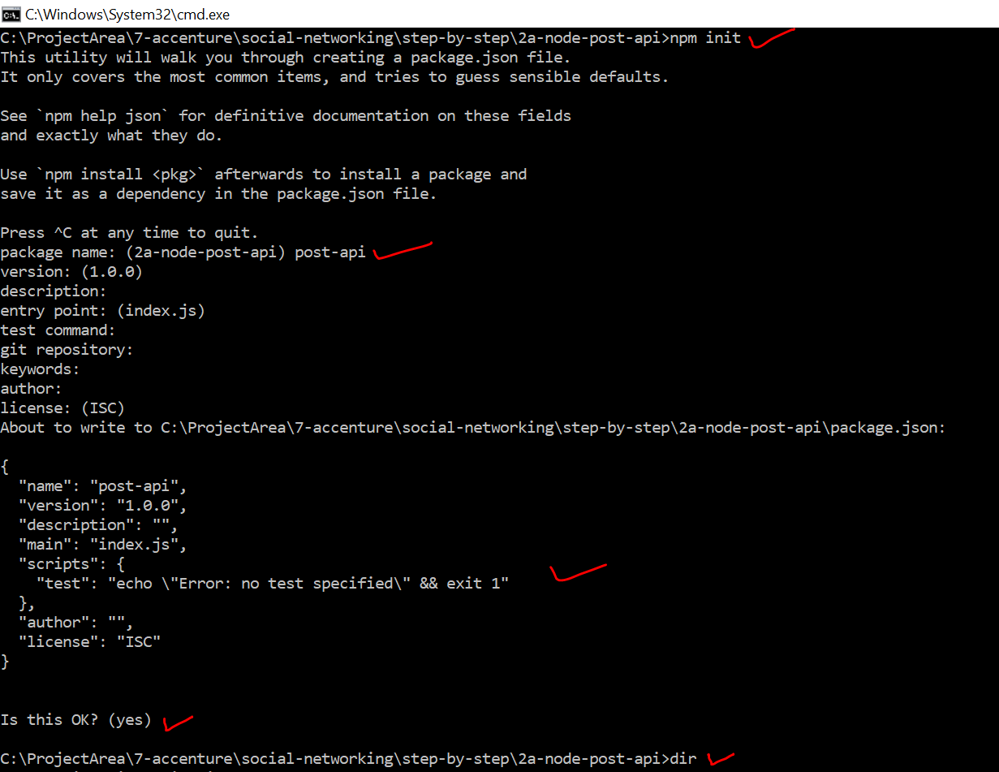 C:\Windows\System32\cmd.exe
C:\ProjectArea\7-accenture\social-networking\step-by-step\2a-node-post-api>npm init
This utility will walk you through creating a package.json file.
It only covers the most common items, and tries to guess sensible defaults.
See `npm help json` for definitive documentation on these fields
and exactly what they do.
Use `npm install <pkg>` afterwards to install a package and
save it as a dependency in the package.json file.
Press ^C at any time to quit.
package name: (2a-node-post-api) post-api
version: (1.0.0)
description:
entry point: (index.js)
test command:
git repository:
keywords:
author:
license: (ISC)
About to write to C:\ProjectArea\7-accenture\social-networking\step-by-step\2a-node-post-api\package.json:
{
  "name": "post-api",
  "version": "1.0.0",
  "description": "",
  "main": "index.js",
  "scripts": {
    "test": "echo \"Error: no test specified\" && exit 1"
  },
  "author": "",
  "license": "ISC"
}
Is this OK? (yes)
C:\ProjectArea\7-accenture\social-networking\step-by-step\2a-node-post-api>dir